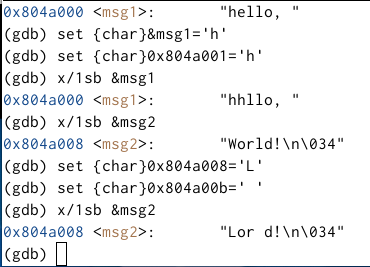 0x804a000 <msg1>:       "hello, "
(gdb) set {char}&msg1='h'
(gdb) set {char}0x804a001='h'
(gdb) x/1sb &msg1
0x804a000 <msg1>:       "hhllo, "
(gdb) x/1sb &msg2
0x804a008 <msg2>:       "World!\n\034"
(gdb) set {char}0x804a008='L'
(gdb) set {char}0x804a00b=' '
(gdb) x/1sb &msg2
0x804a008 <msg2>:       "Lor d!\n\034"
(gdb)